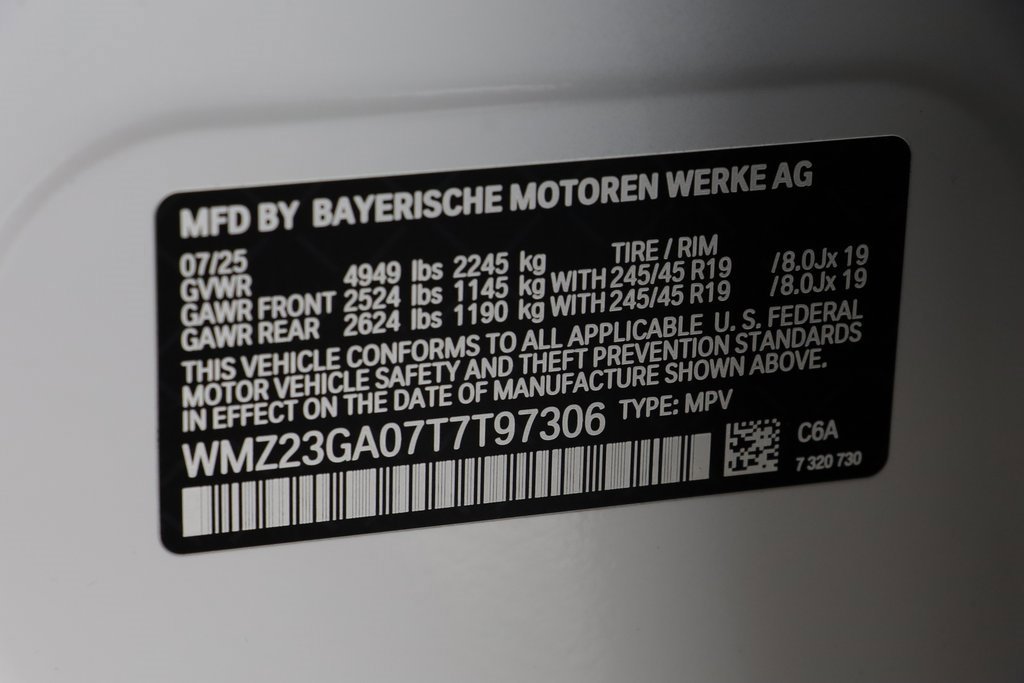 MFD BY BAYERISCHE MOTOREN WERKE AG
07/25 TIRE / RIM
GVWR 4949 lbs 2245 kg
GAWR FRONT 2524 lbs 1145 kg WITH 245/45 R19 /8.0Jx 19
GAWR REAR 2624 lbs 1190 kg WITH 245/45 R19 /8.0Jx 19
THIS VEHICLE CONFORMS TO ALL APPLICABLE U. S. FEDERAL
MOTOR VEHICLE SAFETY AND THEFT PREVENTION STANDARDS
IN EFFECT ON THE DATE OF MANUFACTURE SHOWN ABOVE.
WMZ23GA07T7T97306 TYPE: MPV
C6A
7 320 730